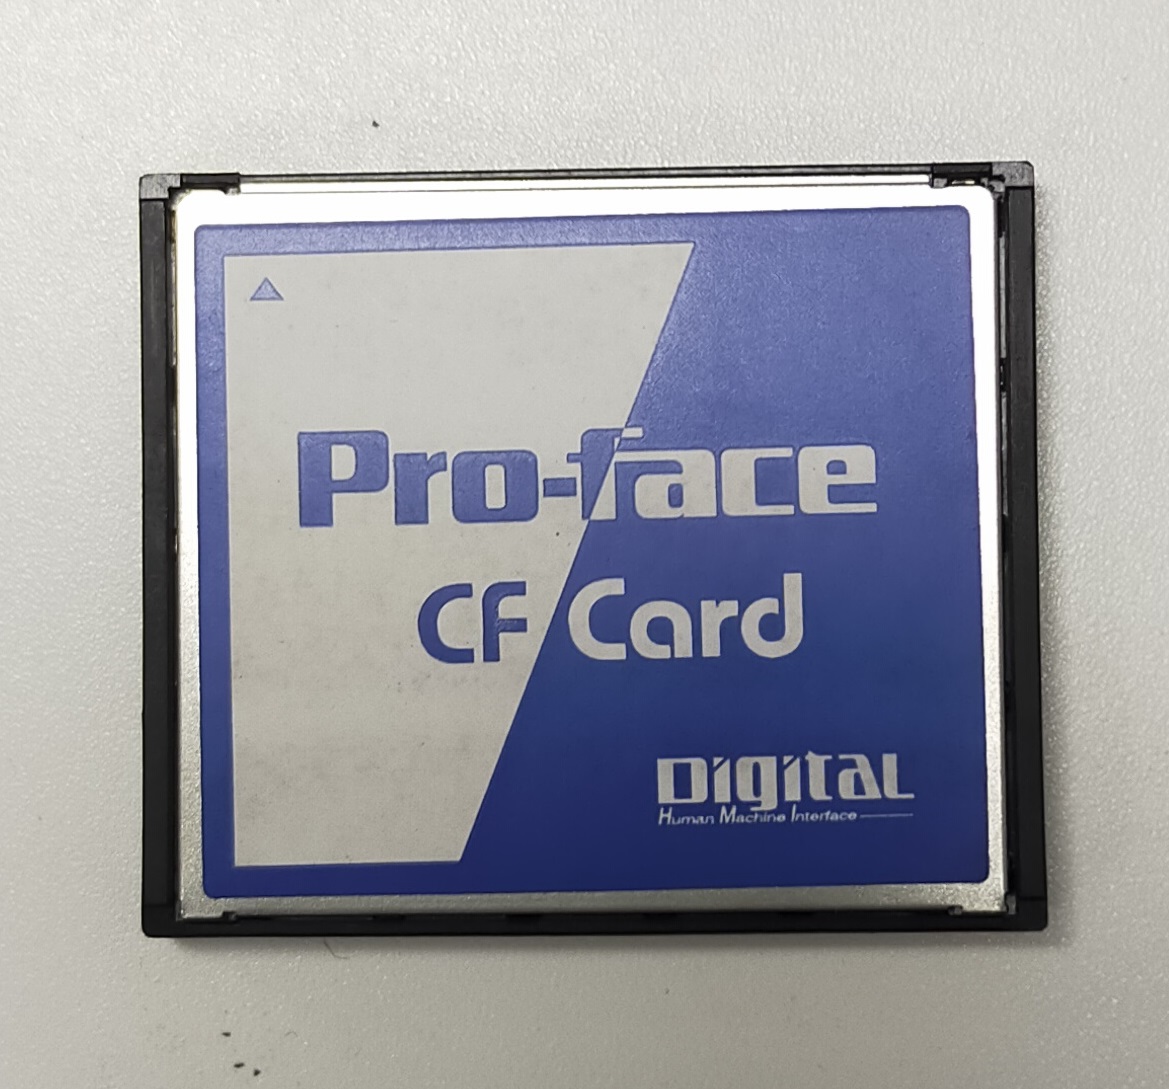 Pro-face
CF Card
Digital
Human Machine Interface